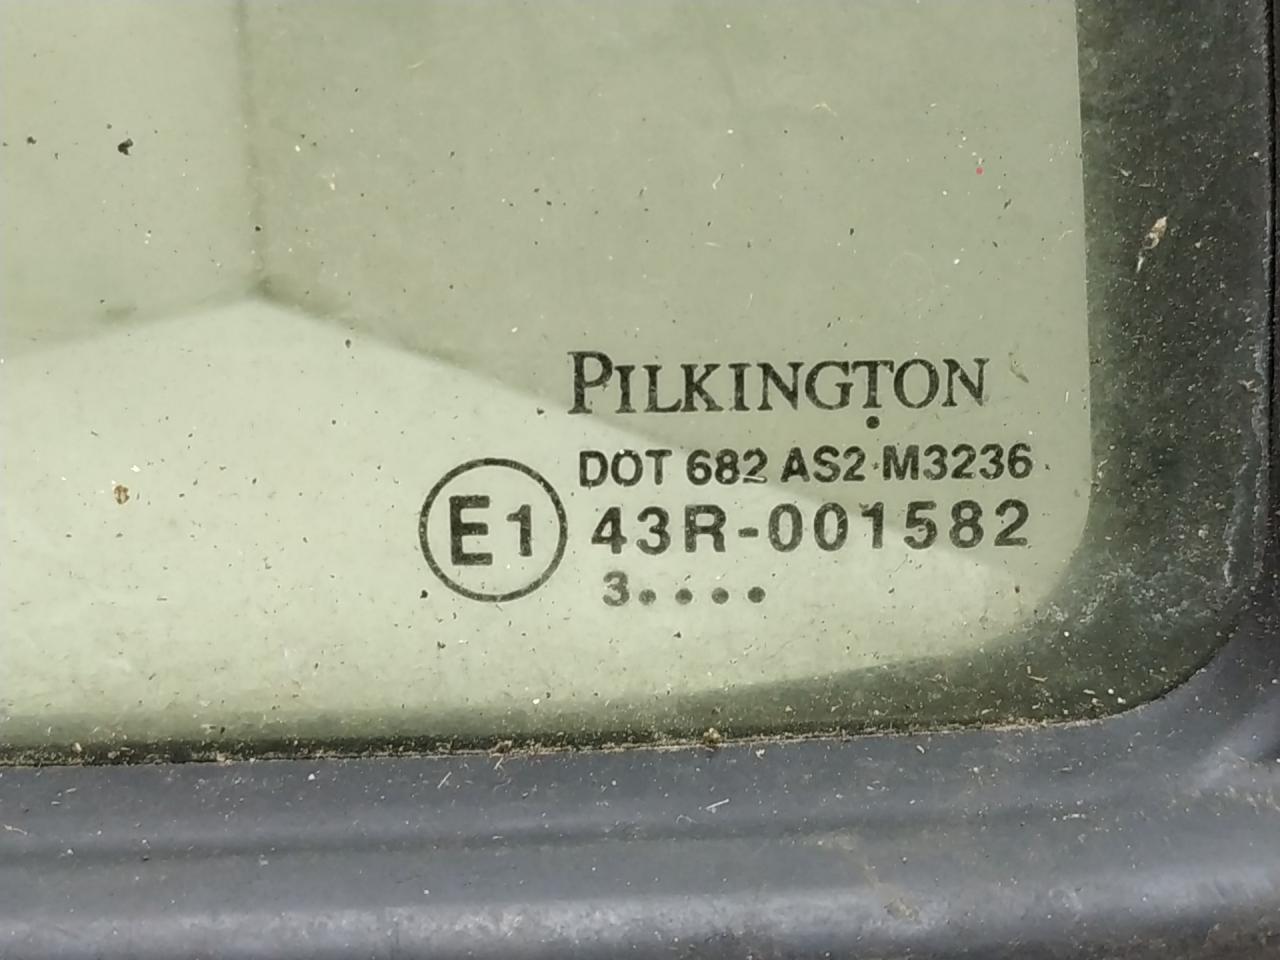 PILKINGTON
DOT 682 AS2 M3236
E1 43R-001582
3••••